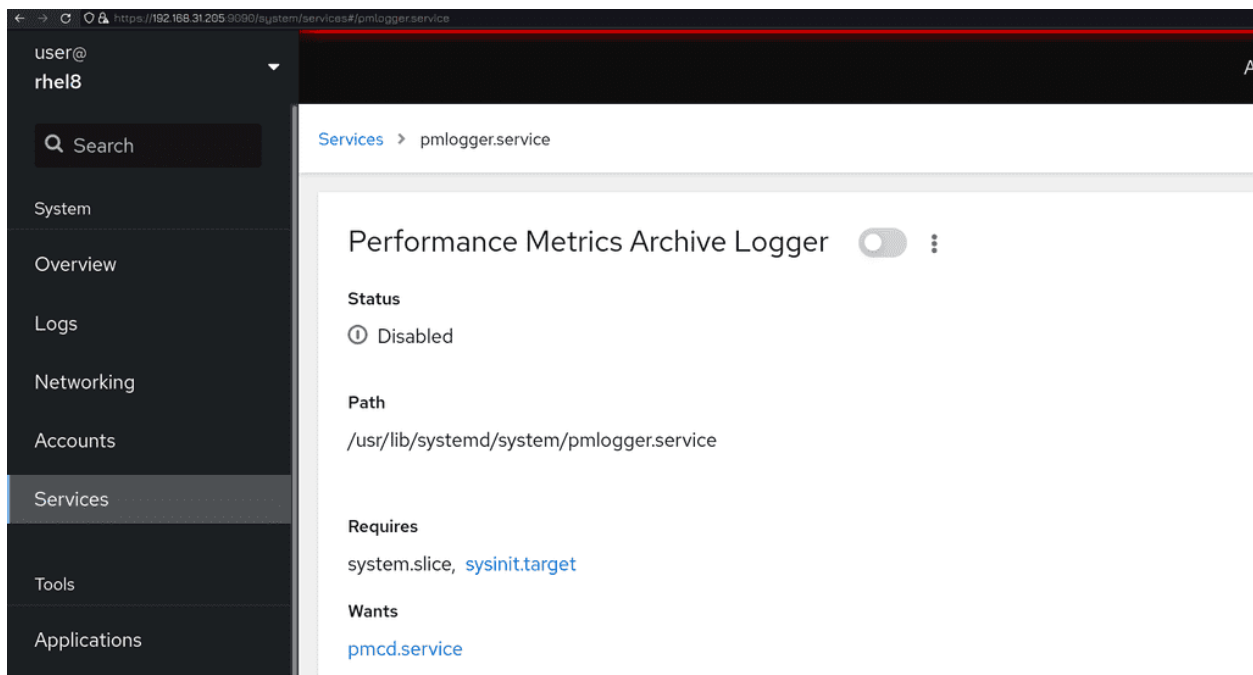 https://192.168.31.205:9090/system/services#/pmlogger.service
user@
rhel8
Search
System
Overview
Logs
Networking
Accounts
Services
Tools
Applications
A
Services > pmlogger.service
Performance Metrics Archive Logger
Status
Disabled
Path
/usr/lib/systemd/system/pmlogger.service
Requires
system.slice, sysinit.target
Wants
pmcd.service